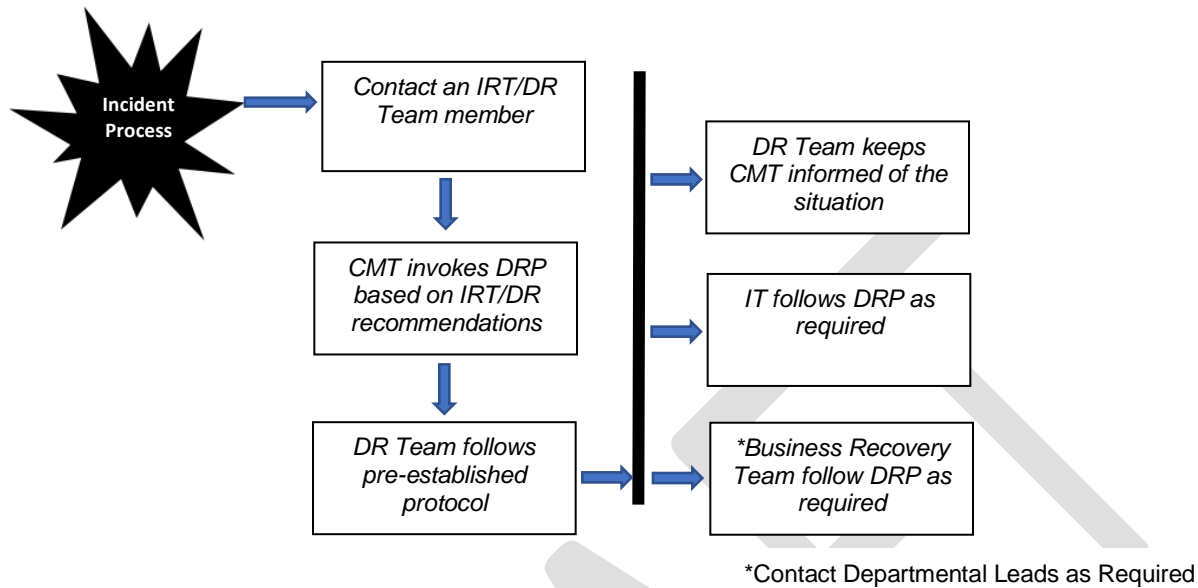 Incident
Process
Contact an IRT/DR
Team member
CMT invokes DRP
based on IRT/DR
recommendations
DR Team follows
pre-established
protocol
DR Team keeps
CMT informed of the
situation
IT follows DRP as
required
*Business Recovery
Team follow DRP as
required
*Contact Departmental Leads as Required